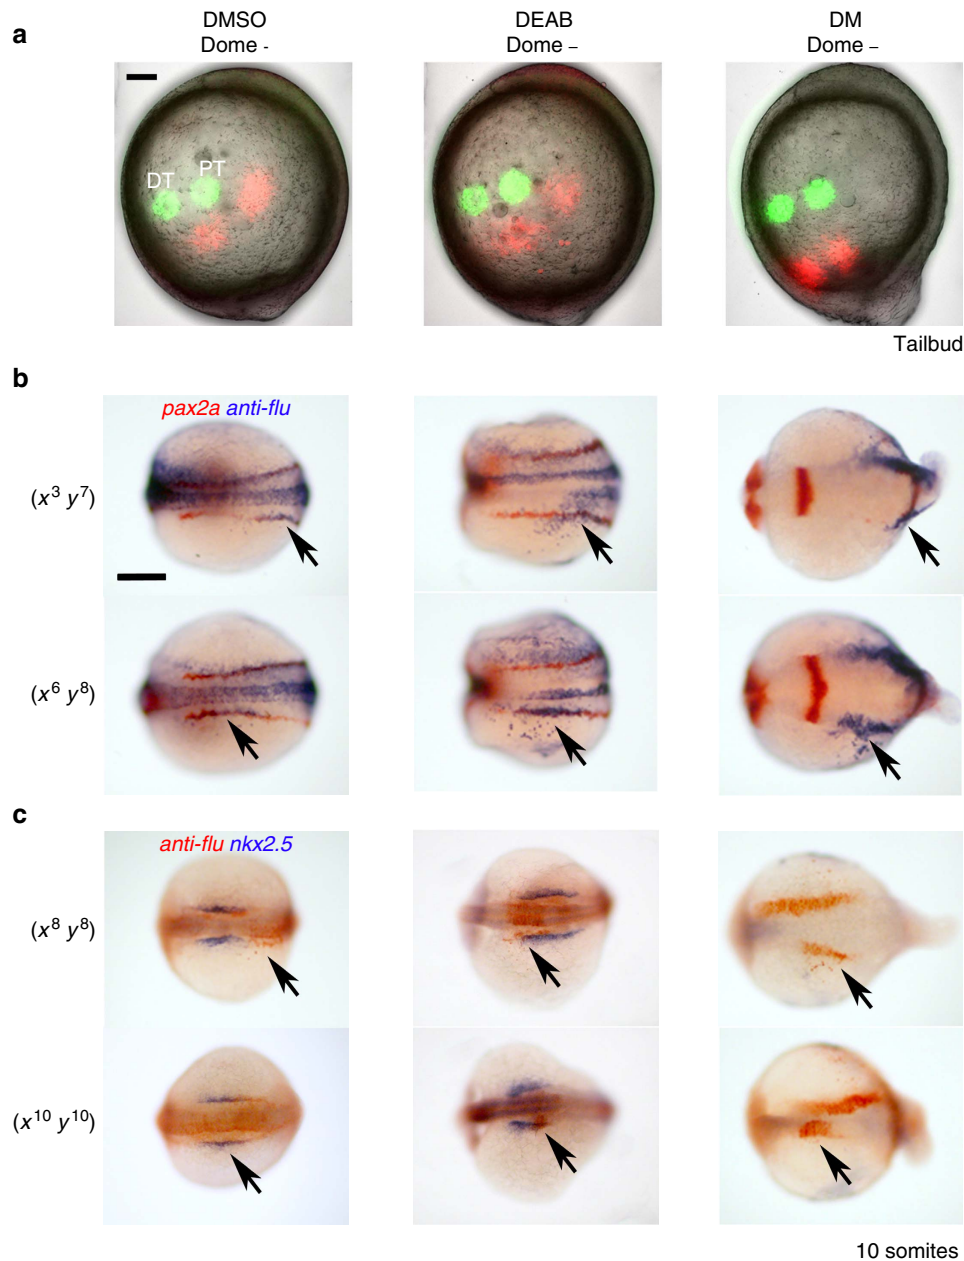 a
DMSO
Dome -
DEAB
Dome –
DM
Dome –
DT
PT
Tailbud
b
pax2a anti-flu
(x³ y⁷)
(x⁶ y⁸)
c
anti-flu nkx2.5
(x⁸ y⁸)
(x¹⁰ y¹⁰)
10 somites